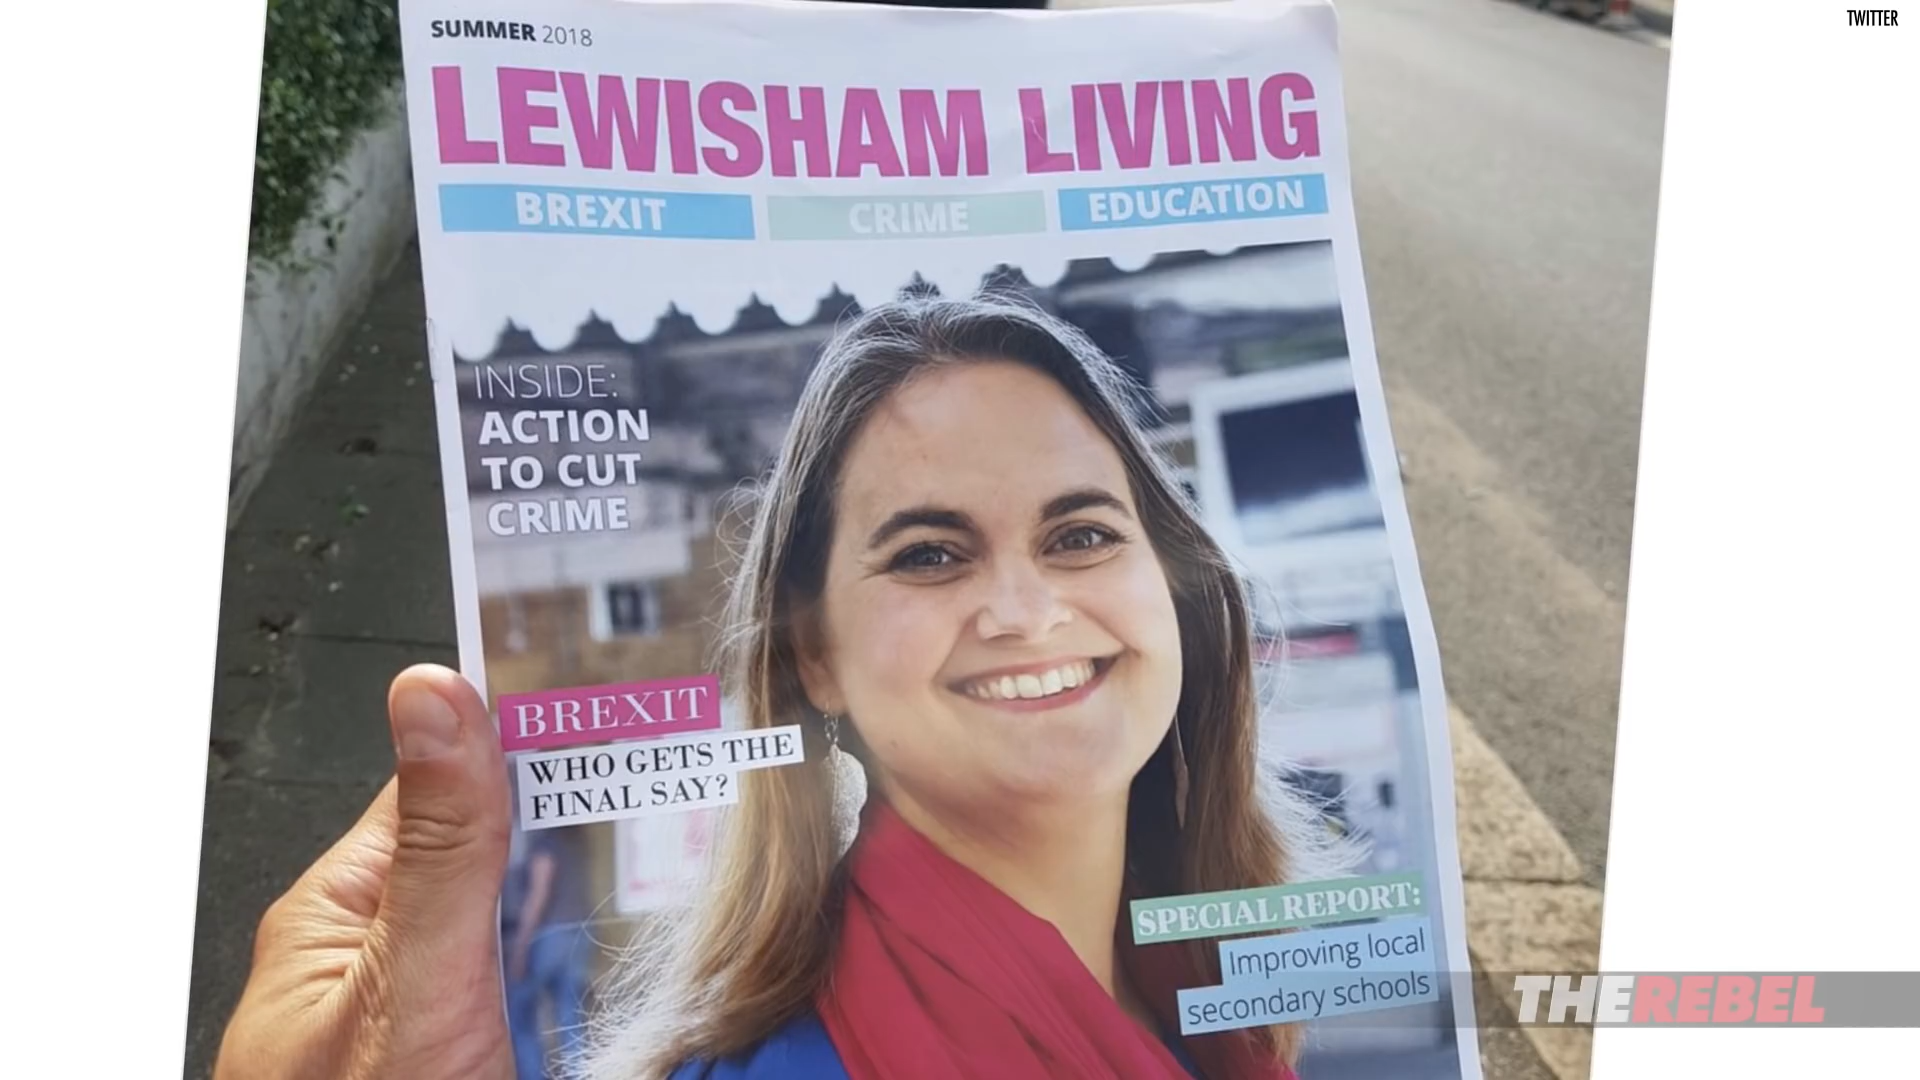 TWITTER
SUMMER 2018
LEWISHAM LIVING
BREXIT CRIME EDUCATION
INSIDE:
ACTION
TO CUT
CRIME
BREXIT
WHO GETS THE
FINAL SAY?
SPECIAL REPORT:
Improving local
secondary schools
THEREBEL